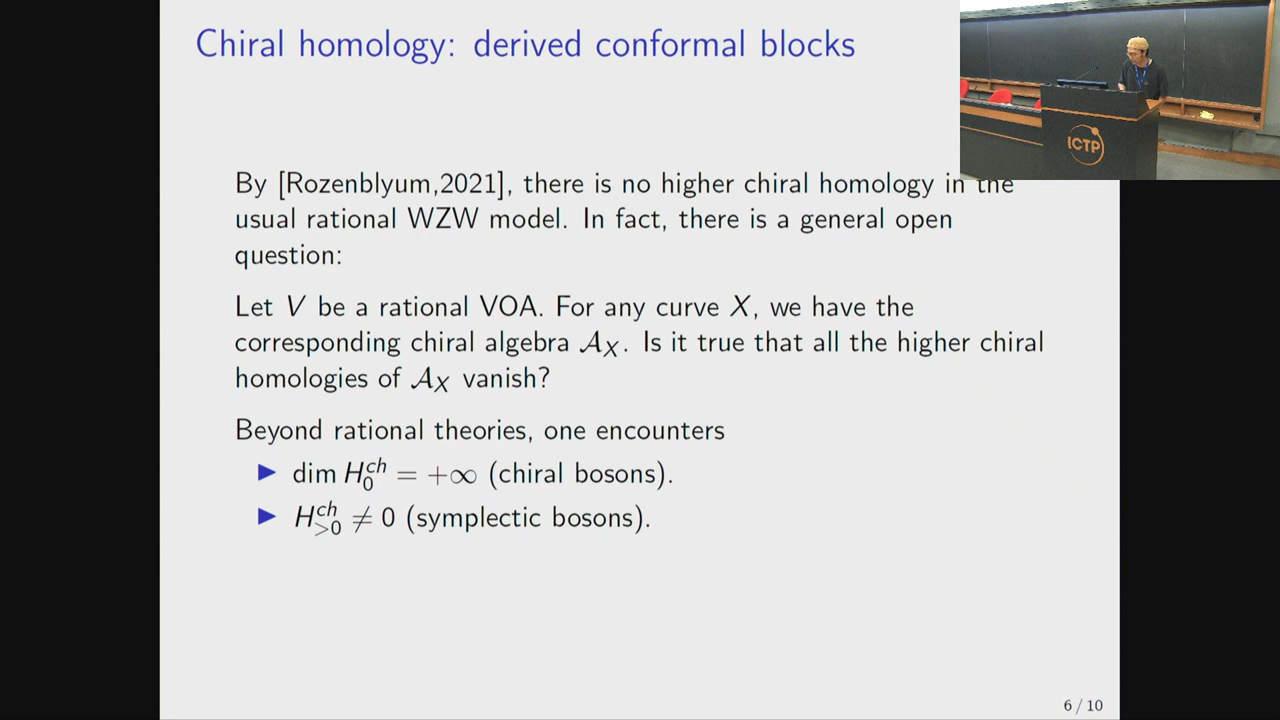 Chiral homology: derived conformal blocks
ICTP
By [Rozenblyum,2021], there is no higher chiral homology in the
usual rational WZW model. In fact, there is a general open
question:
Let V be a rational VOA. For any curve X, we have the
corresponding chiral algebra 𝒜_X. Is it true that all the higher chiral
homologies of 𝒜_X vanish?
Beyond rational theories, one encounters
▶ dim H_0^{ch} = +∞ (chiral bosons).
▶ H_{>0}^{ch} ≠ 0 (symplectic bosons).
6 / 10